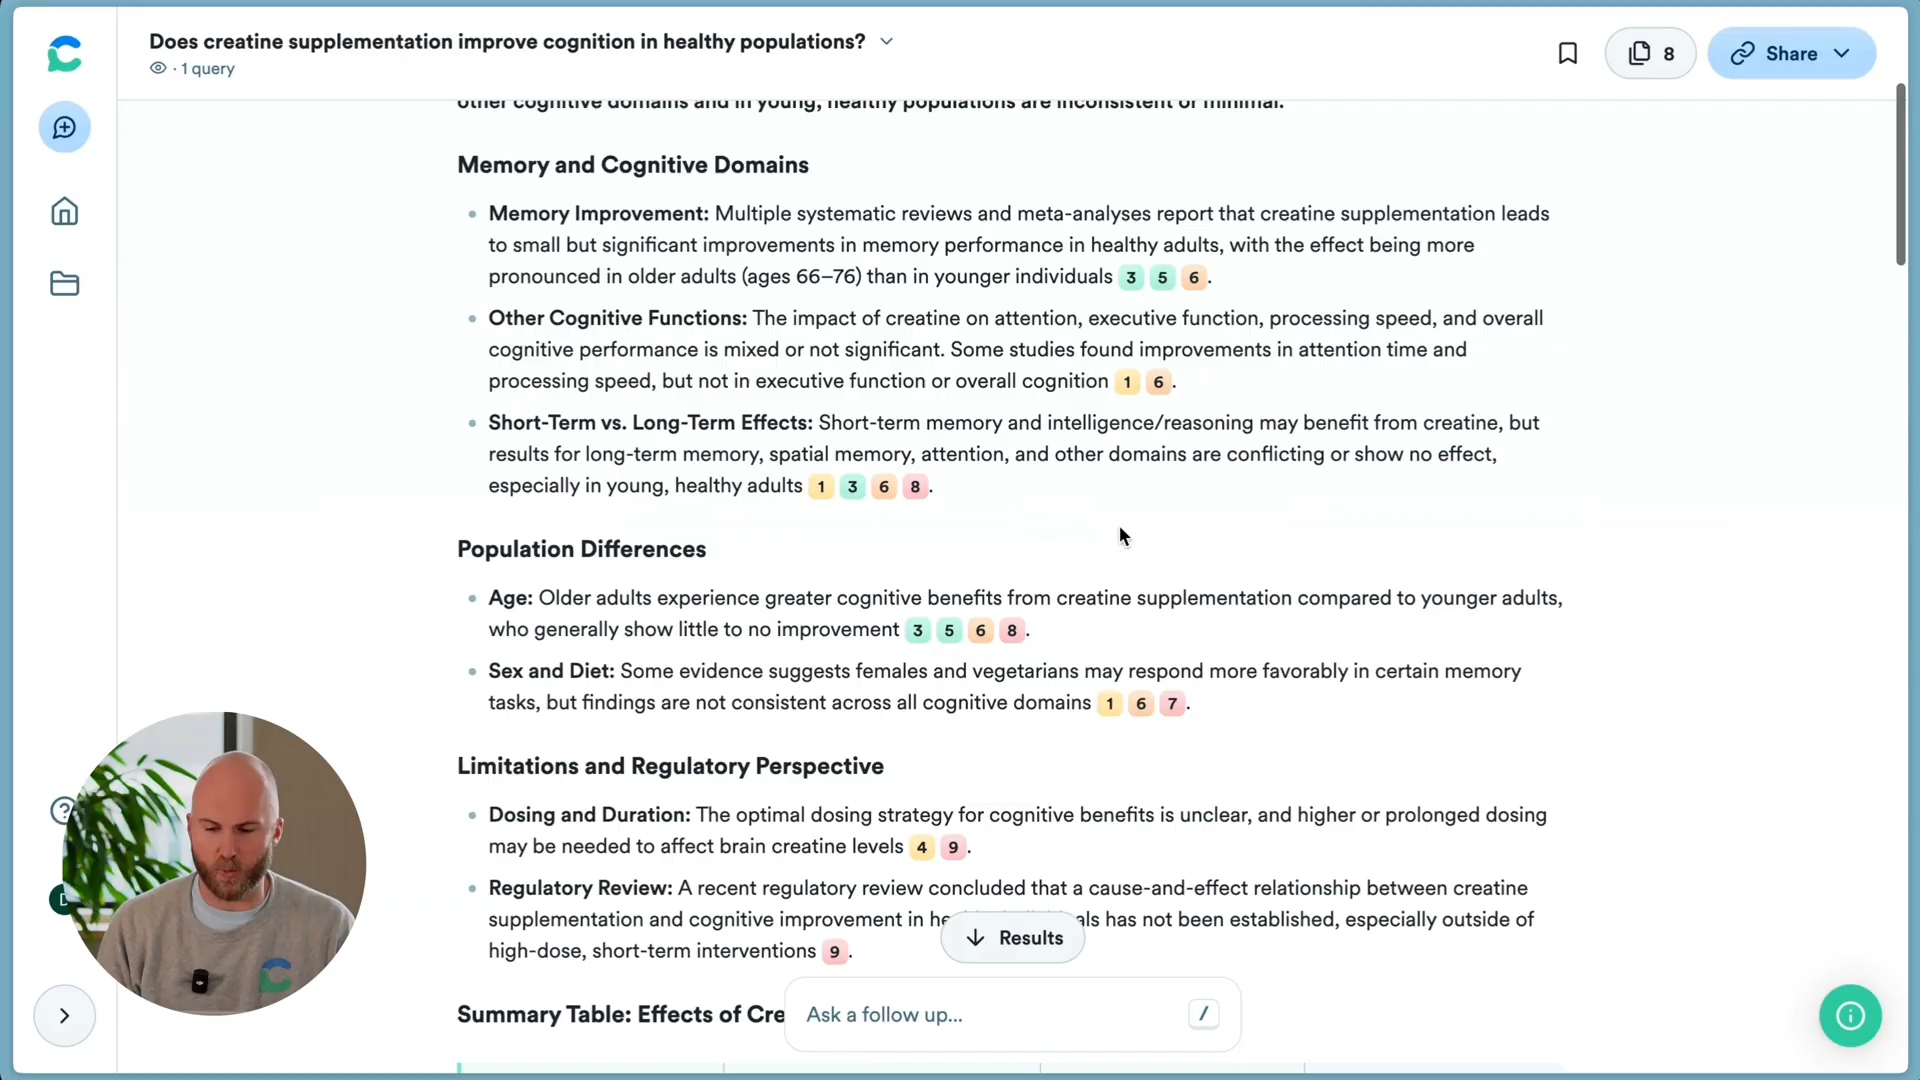 Does creatine supplementation improve cognition in healthy populations?
· 1 query
8
Share
other cognitive domains and in young, healthy populations are inconsistent or minimal.
Memory and Cognitive Domains
• Memory Improvement: Multiple systematic reviews and meta-analyses report that creatine supplementation leads
to small but significant improvements in memory performance in healthy adults, with the effect being more
pronounced in older adults (ages 66–76) than in younger individuals 3 5 6.
• Other Cognitive Functions: The impact of creatine on attention, executive function, processing speed, and overall
cognitive performance is mixed or not significant. Some studies found improvements in attention time and
processing speed, but not in executive function or overall cognition 1 6.
• Short-Term vs. Long-Term Effects: Short-term memory and intelligence/reasoning may benefit from creatine, but
results for long-term memory, spatial memory, attention, and other domains are conflicting or show no effect,
especially in young, healthy adults 1 3 6 8.
Population Differences
• Age: Older adults experience greater cognitive benefits from creatine supplementation compared to younger adults,
who generally show little to no improvement 3 5 6 8.
• Sex and Diet: Some evidence suggests females and vegetarians may respond more favorably in certain memory
tasks, but findings are not consistent across all cognitive domains 1 6 7.
Limitations and Regulatory Perspective
• Dosing and Duration: The optimal dosing strategy for cognitive benefits is unclear, and higher or prolonged dosing
may be needed to affect brain creatine levels 4 9.
• Regulatory Review: A recent regulatory review concluded that a cause-and-effect relationship between creatine
supplementation and cognitive improvement in has not been established, especially outside of
high-dose, short-term interventions 9.
Results
Summary Table: Effects of Cre
Ask a follow up...
/